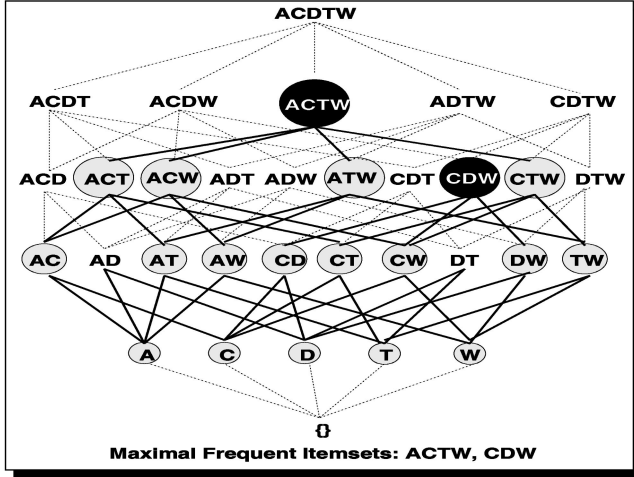 ACDTW
ACDT ACDW ACTW ADTW CDTW
ACD ACT ACW ADT ADW ATW CDT CDW CTW DTW
AC AD AT AW CD CT CW DT DW TW
A C D T W
{}
Maximal Frequent Itemsets: ACTW, CDW